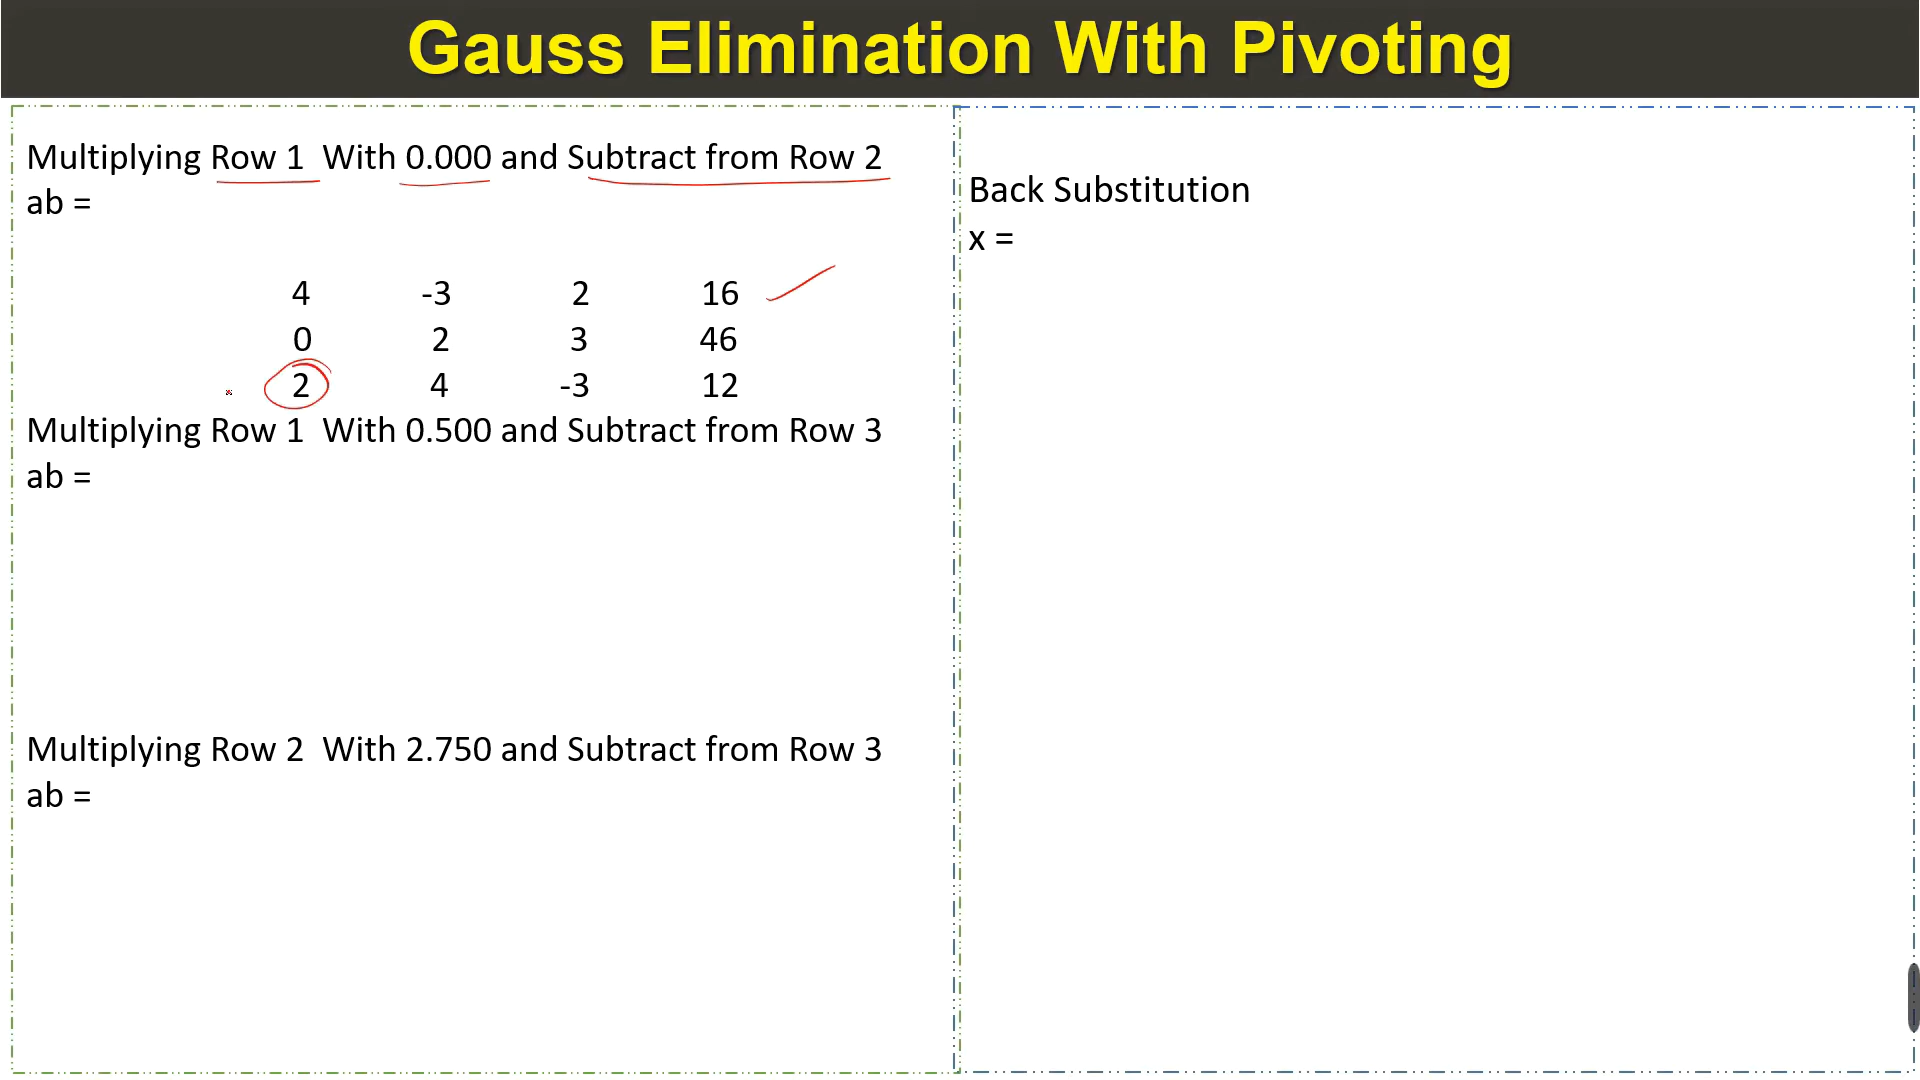 Gauss Elimination With Pivoting
Multiplying Row 1 With 0.000 and Subtract from Row 2
ab =
4 -3 2 16
0 2 3 46
2 4 -3 12
Multiplying Row 1 With 0.500 and Subtract from Row 3
ab =
Multiplying Row 2 With 2.750 and Subtract from Row 3
ab =
Back Substitution
x =